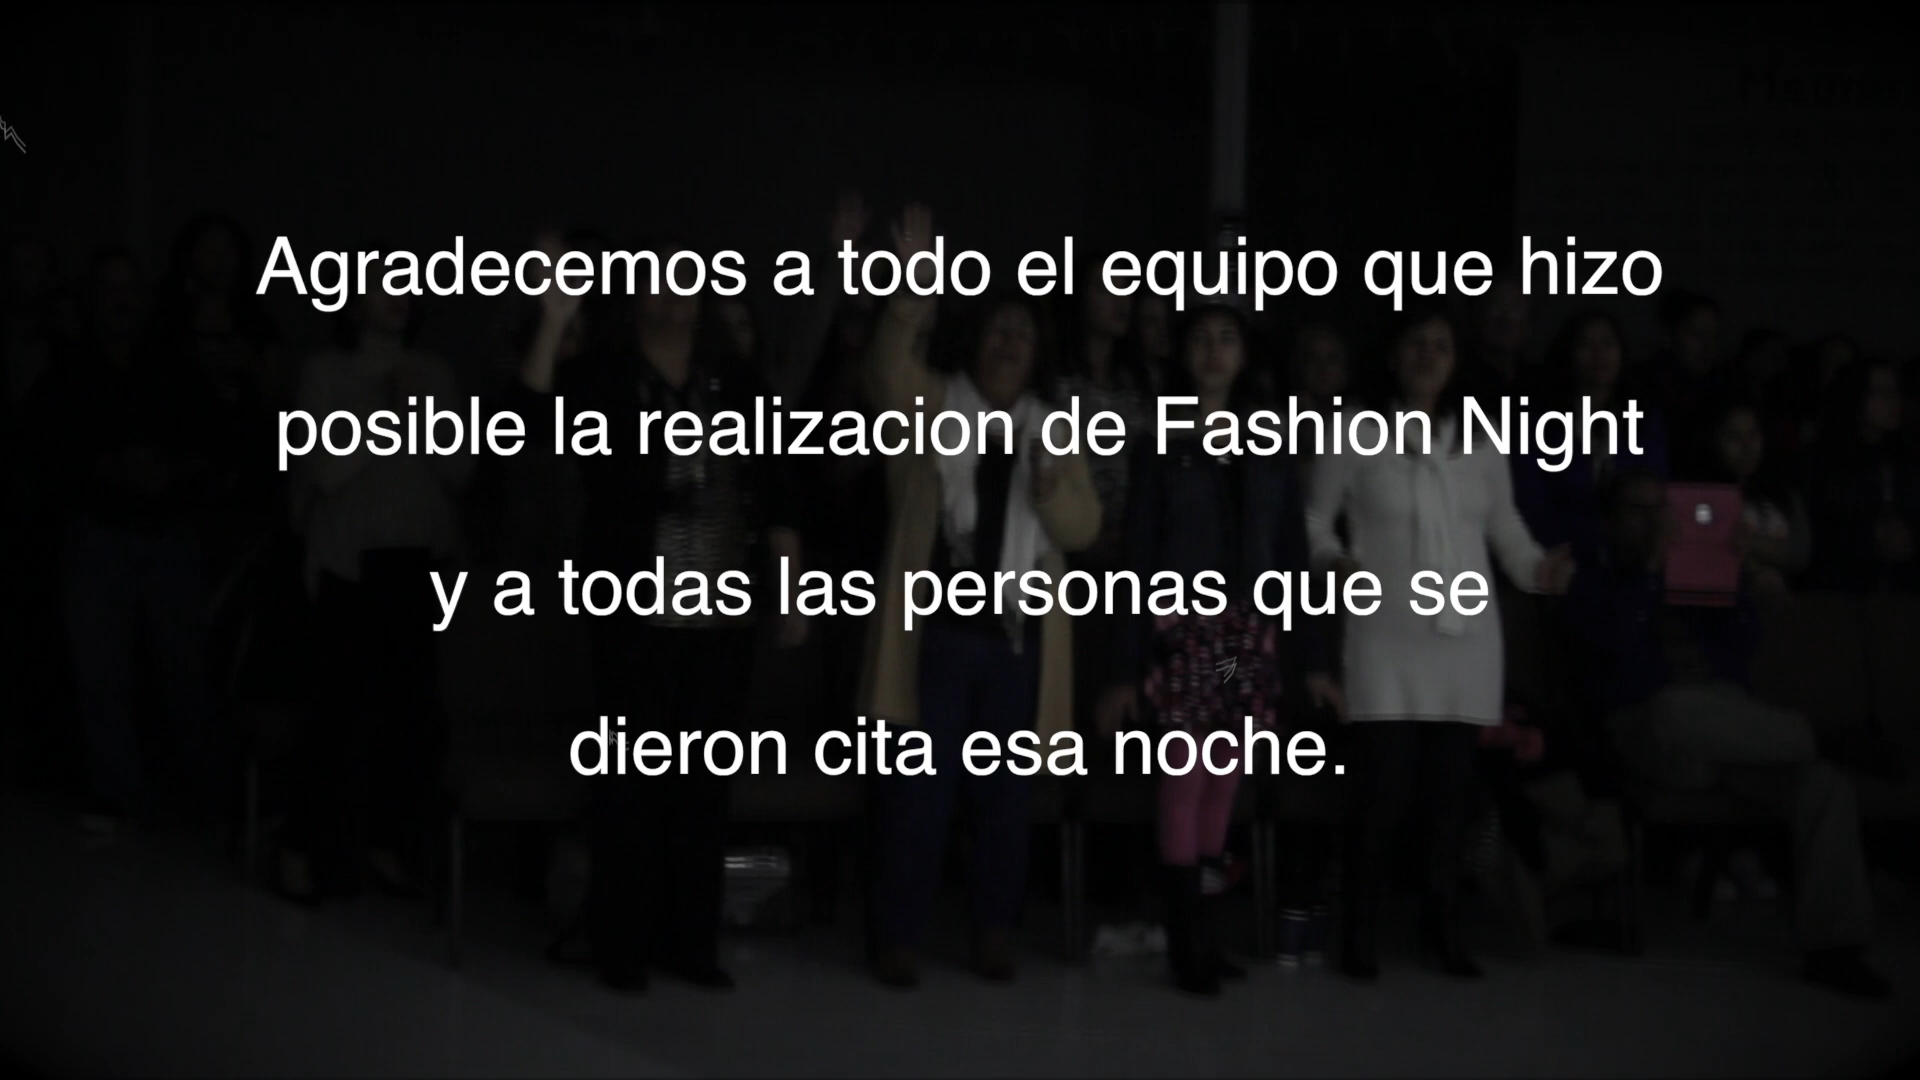 Agradecemos a todo el equipo que hizo
posible la realizacion de Fashion Night
y a todas las personas que se
dieron cita esa noche.